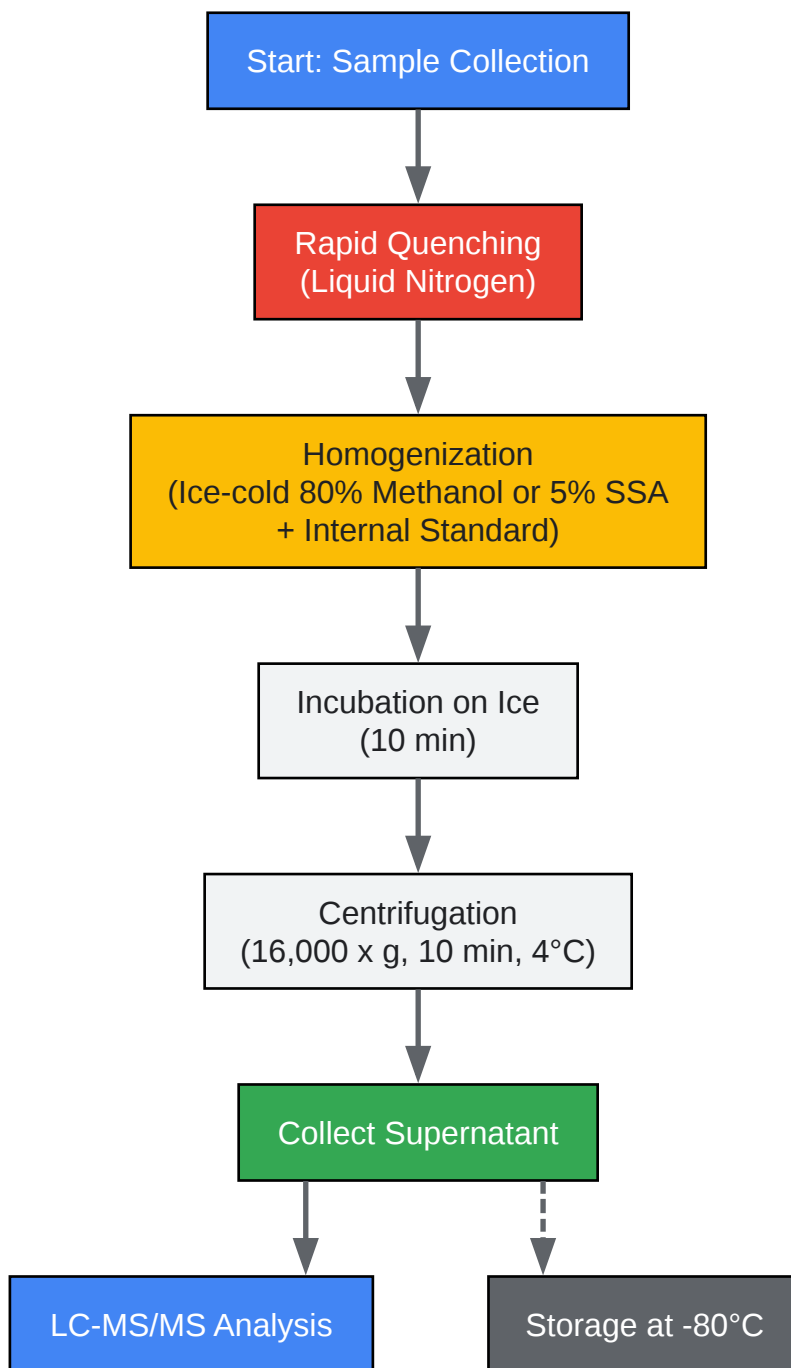 Start: Sample Collection
Rapid Quenching
(Liquid Nitrogen)
Homogenization
(Ice-cold 80% Methanol or 5% SSA
+ Internal Standard)
Incubation on Ice
(10 min)
Centrifugation
(16,000 x g, 10 min, 4°C)
Collect Supernatant
LC-MS/MS Analysis
Storage at -80°C